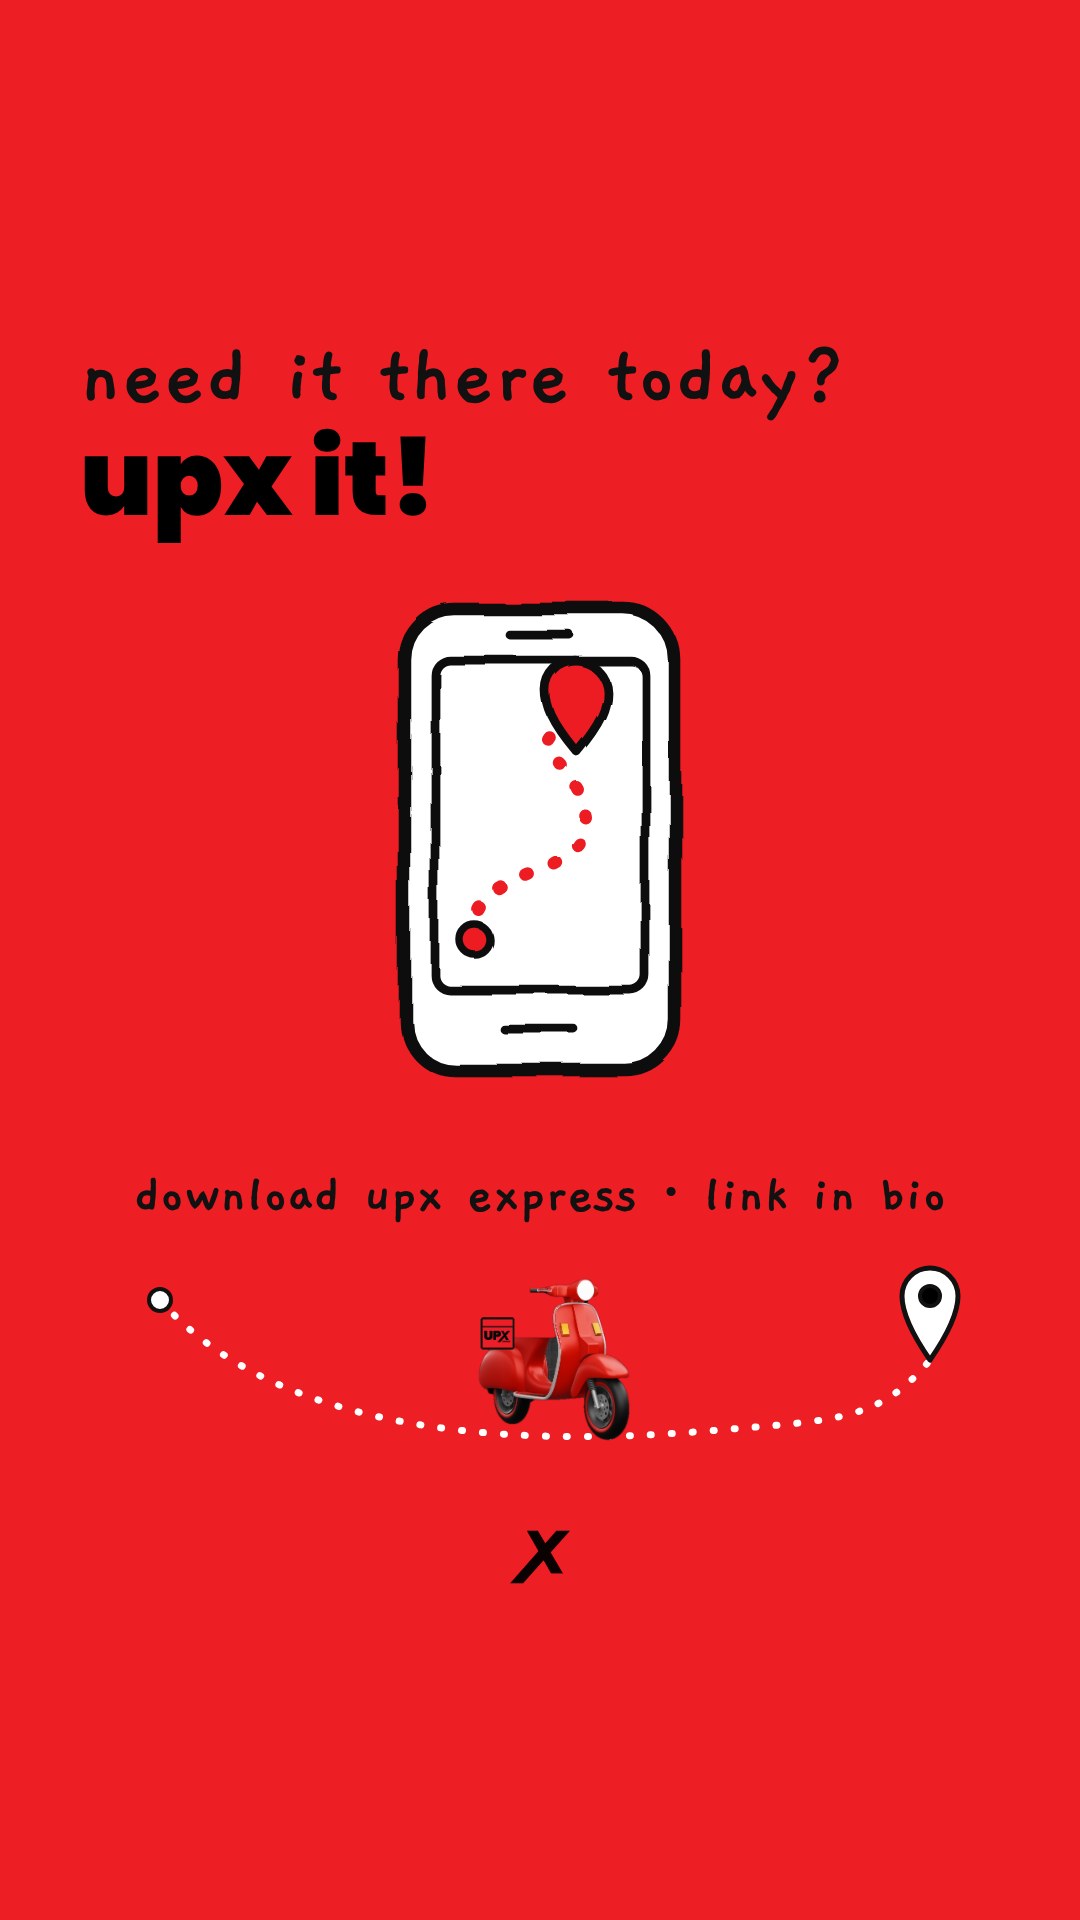 need it there today?
upx it!
download upx express • link in bio
UPX
X